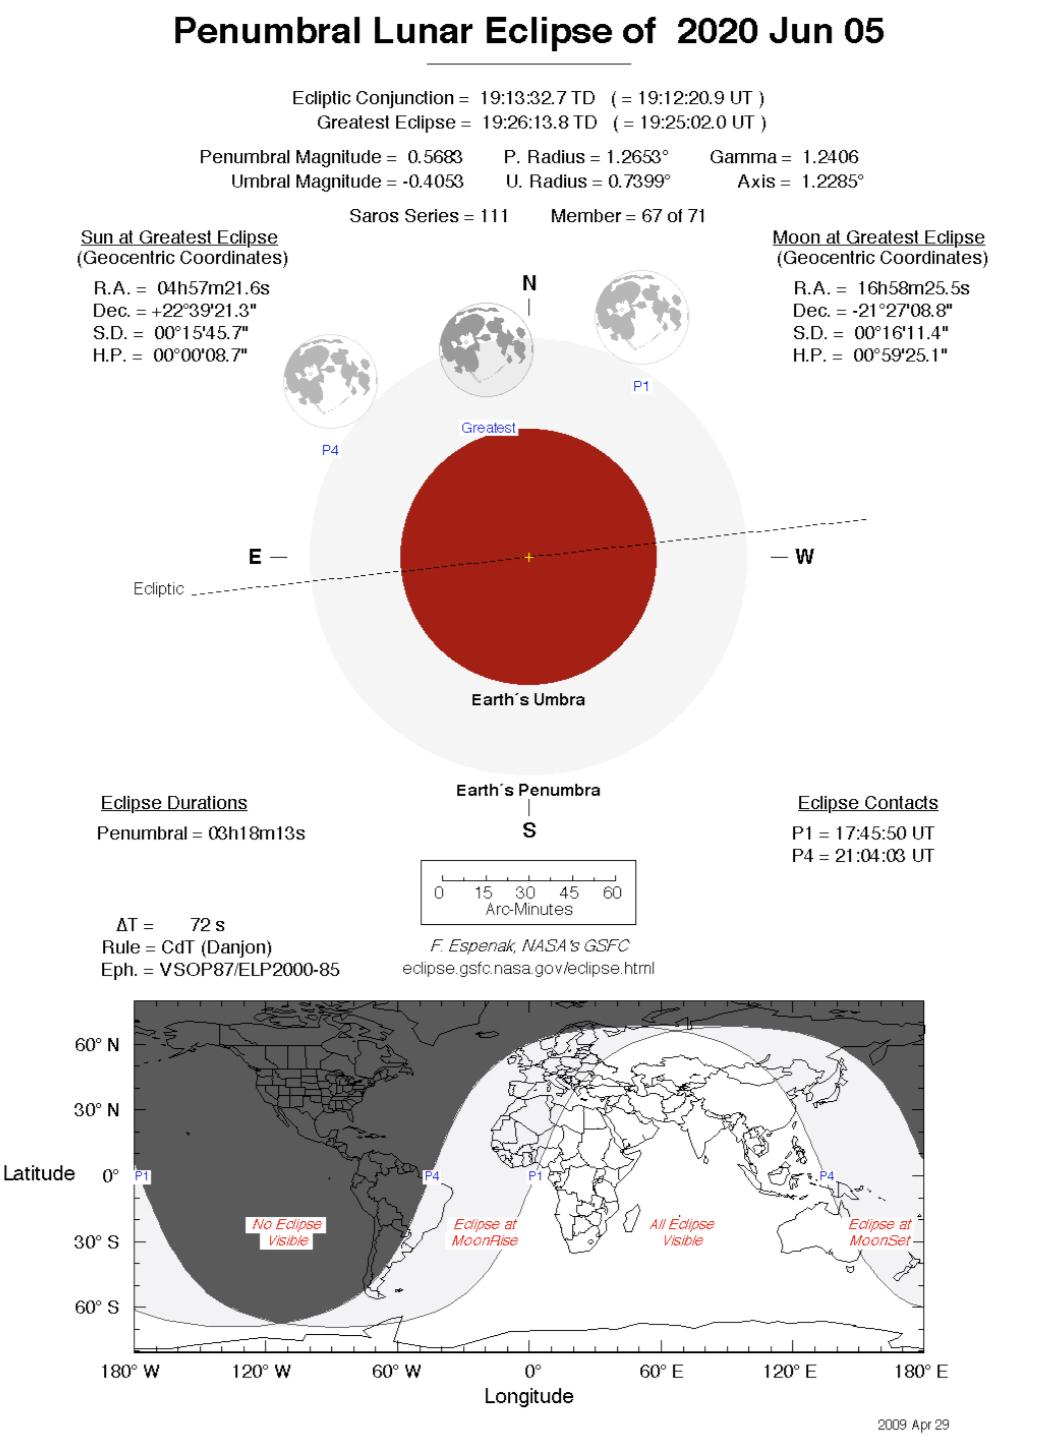 Penumbral Lunar Eclipse of  2020 Jun 05
Ecliptic Conjunction =  19:13:32.7 TD   ( = 19:12:20.9 UT )
Greatest Eclipse =  19:26:13.8 TD   ( = 19:25:02.0 UT )
Penumbral Magnitude =  0.5683   P. Radius = 1.2653°   Gamma =  1.2406
Umbral Magnitude = -0.4053   U. Radius = 0.7399°   Axis =  1.2285°
Saros Series = 111   Member = 67 of 71
Sun at Greatest Eclipse
(Geocentric Coordinates)
R.A. =  04h57m21.6s
Dec. = +22°39'21.3"
S.D. =  00°15'45.7"
H.P. =  00°00'08.7"
Moon at Greatest Eclipse
(Geocentric Coordinates)
R.A. =  16h58m25.5s
Dec. = -21°27'08.8"
S.D. =  00°16'11.4"
H.P. =  00°59'25.1"
N
P1
Greatest
P4
E
W
Ecliptic
Earth´s Umbra
Earth´s Penumbra
S
Eclipse Durations
Penumbral = 03h18m13s
Eclipse Contacts
P1 = 17:45:50 UT
P4 = 21:04:03 UT
0 15 30 45 60
Arc-Minutes
ΔT =   72 s
Rule = CdT (Danjon)
Eph. = VSOP87/ELP2000-85
F. Espenak, NASA's GSFC
eclipse.gsfc.nasa.gov/eclipse.html
60° N
30° N
Latitude 0°
30° S
60° S
P1 P4 P1 P4
No Eclipse
Visible
Eclipse at
MoonRise
All Eclipse
Visible
Eclipse at
MoonSet
180° W 120° W 60° W 0° 60° E 120° E 180° E
Longitude
2009 Apr 29